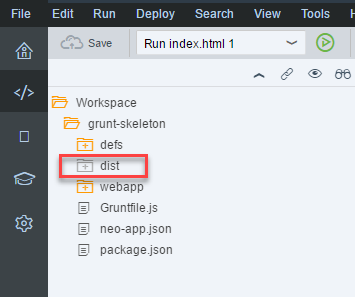 File Edit Run Deploy Search View Tools
Save Run index.html 1
Workspace
grunt-skeleton
defs
dist
webapp
Gruntfile.js
neo-app.json
package.json